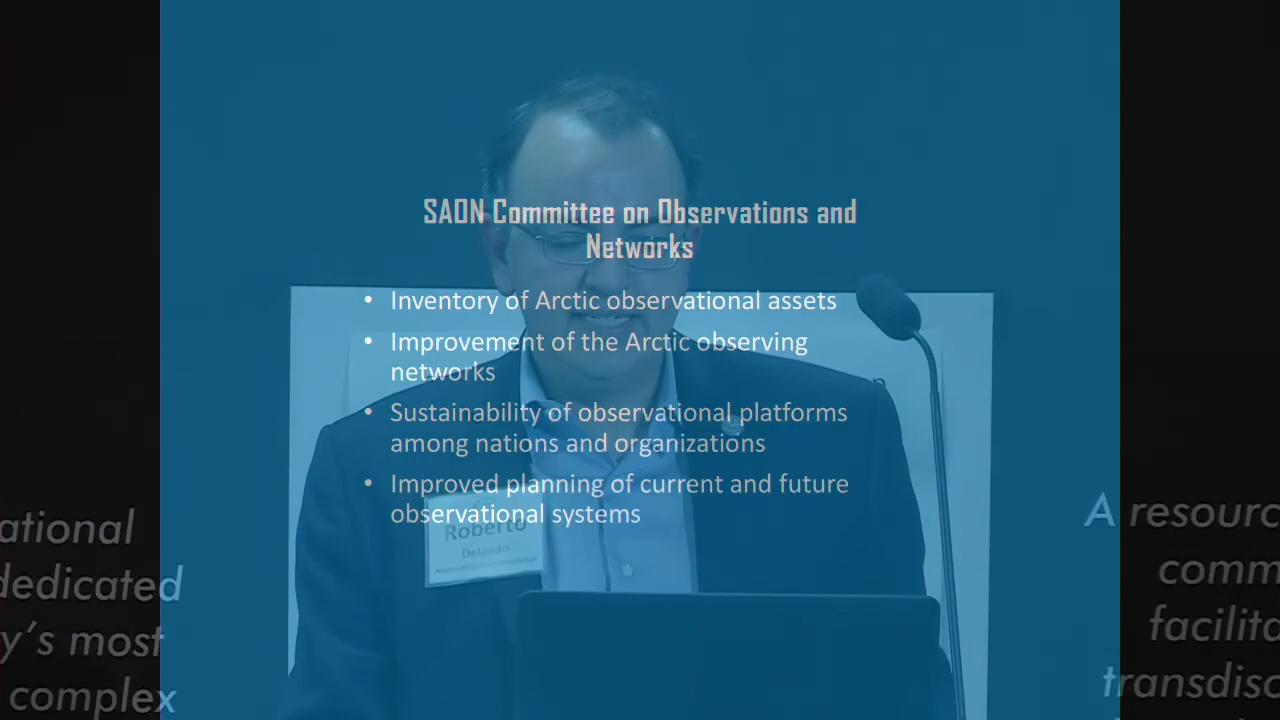 SAON Committee on Observations and
Networks
• Inventory of Arctic observational assets
• Improvement of the Arctic observing
networks
• Sustainability of observational platforms
among nations and organizations
• Improved planning of current and future
observational systems
Roberto
Delgado
ational
dedicated
y's most
complex
A resourc
comm
facilita
transdisc